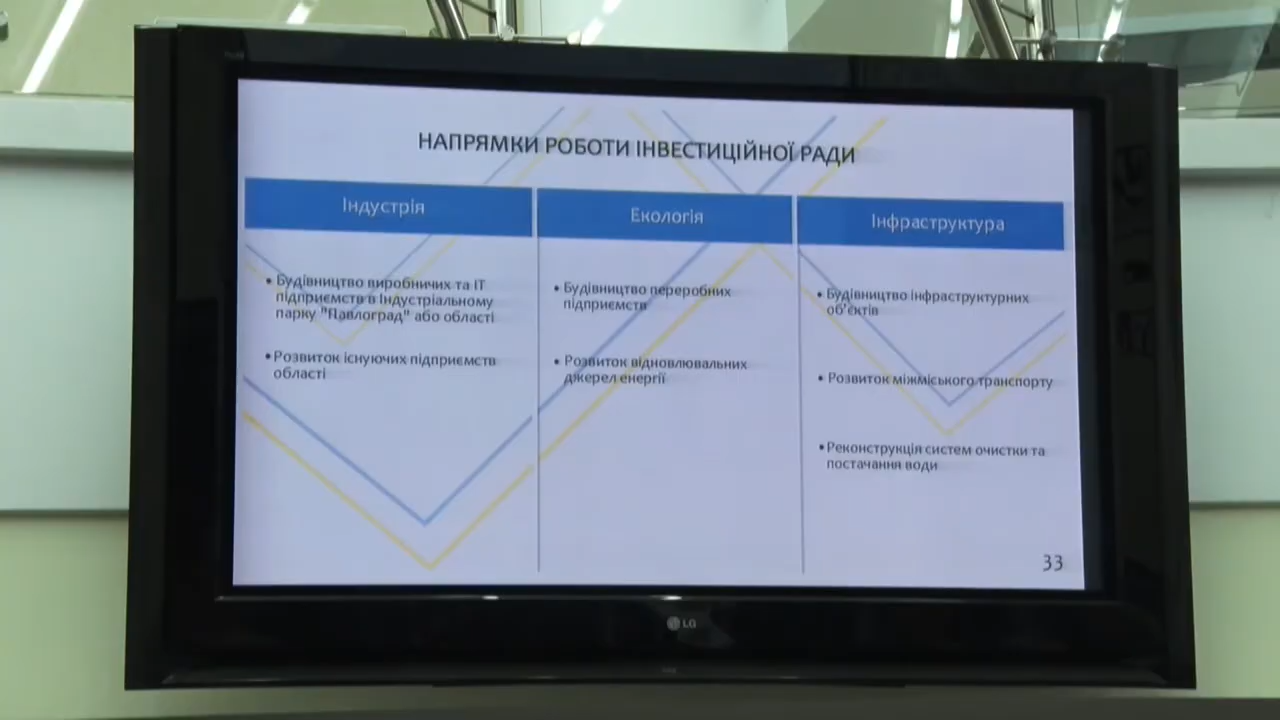 НАПРЯМКИ РОБОТИ ІНВЕСТИЦІЙНОЇ РАДИ
Індустрія
• Будівництво виробничих та ІТ
підприємств в Індустріальному
парку "Павлоград" або області
• Розвиток існуючих підприємств
області
Екологія
• Будівництво переробних
підприємств
• Розвиток відновлювальних
джерел енергії
Інфраструктура
• Будівництво інфраструктурних
об'єктів
• Розвиток міжміського транспорту
• Реконструкція систем очистки та
постачання води
33
LG